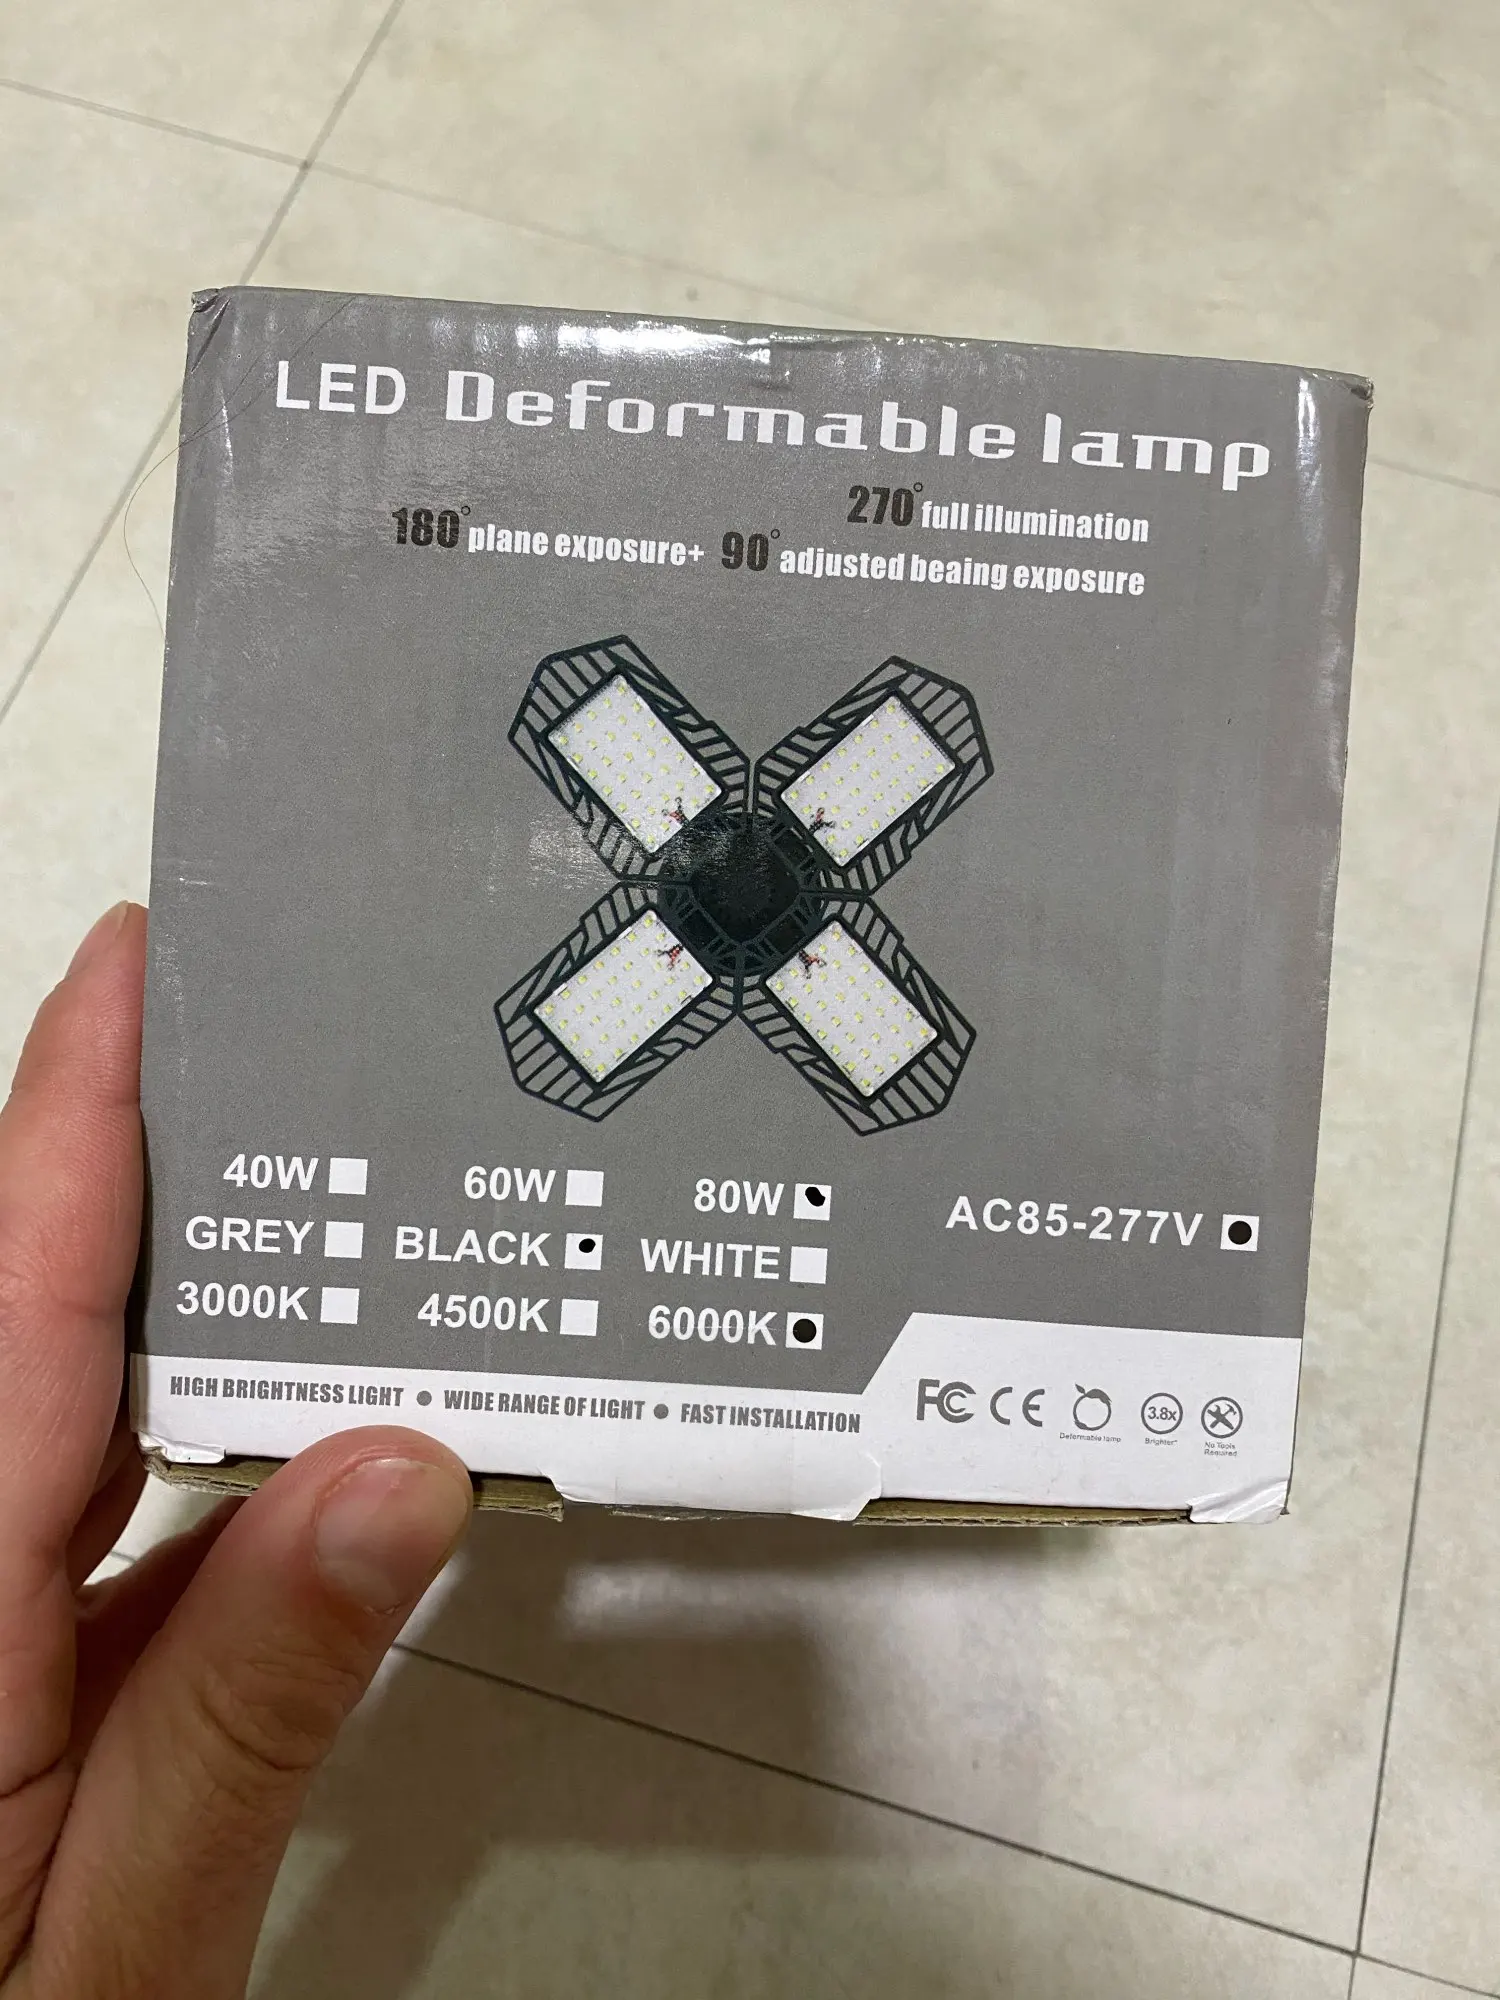 LED Deformable lamp
270° full illumination
180° plane exposure+ 90° adjusted beaing exposure
40W 60W 80W AC85-277V
GREY BLACK WHITE
3000K 4500K 6000K
HIGH BRIGHTNESS LIGHT ● WIDE RANGE OF LIGHT ● FAST INSTALLATION
FC CE
Deformable lamp
3.8x
Brighter"
No Tools
Required